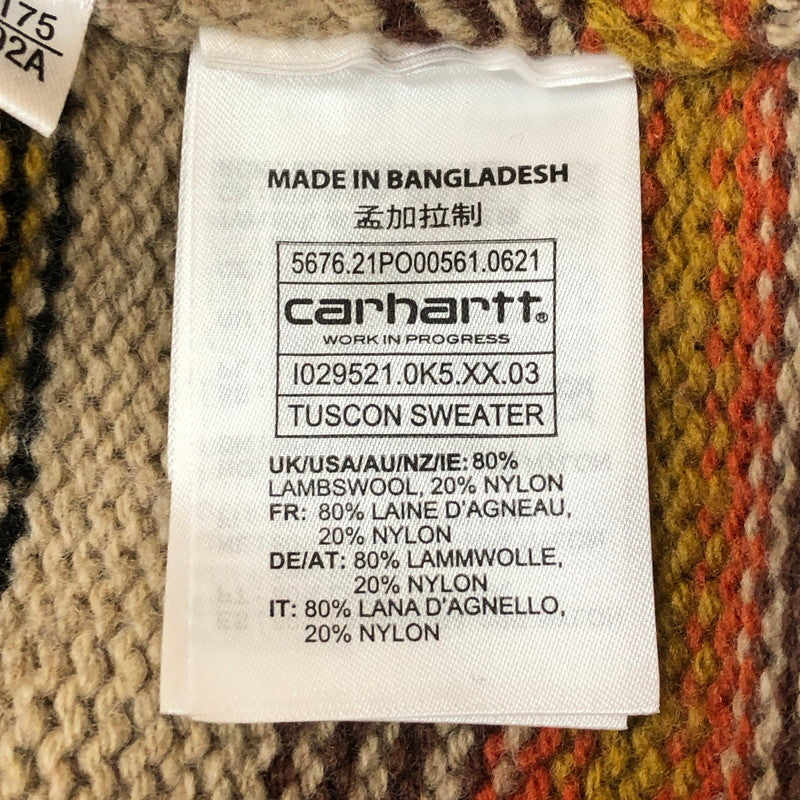 175
92A
MADE IN BANGLADESH
孟加拉制
5676.21PO00561.0621
carhartt®
WORK IN PROGRESS
I029521.0K5.XX.03
TUSCON SWEATER
UK/USA/AU/NZ/IE: 80%
LAMBSWOOL, 20% NYLON
FR: 80% LAINE D'AGNEAU,
20% NYLON
DE/AT: 80% LAMMWOLLE,
20% NYLON
IT: 80% LANA D'AGNELLO,
20% NYLON